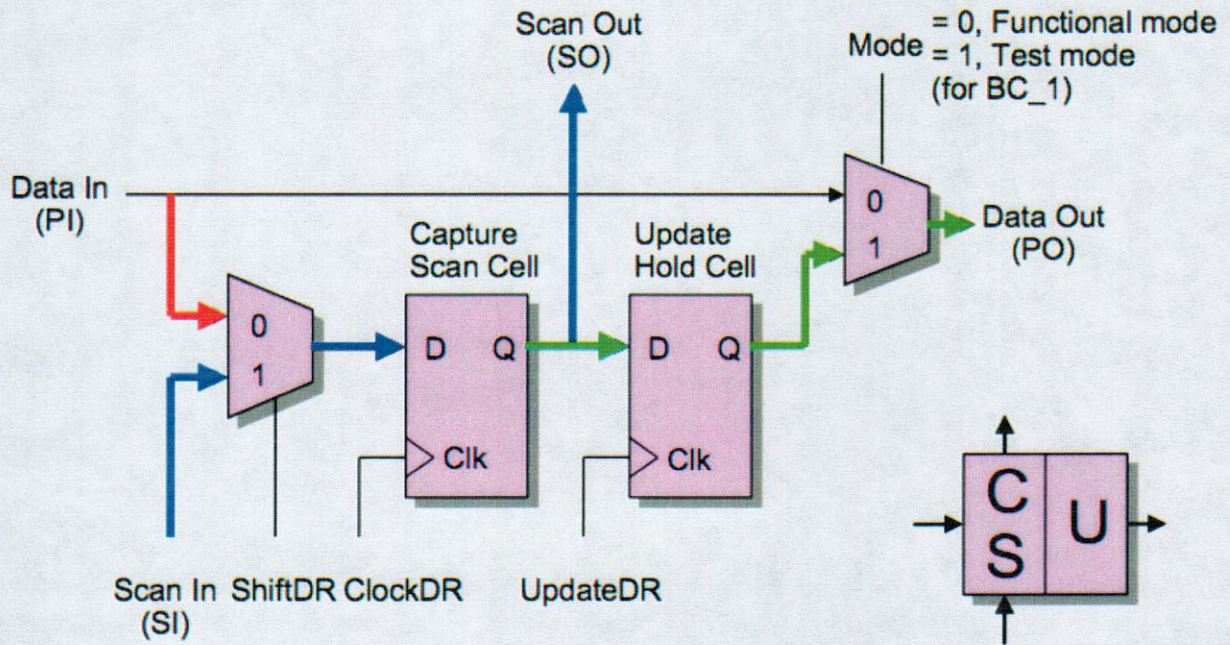 Scan Out
(SO)
Mode
= 0, Functional mode
= 1, Test mode
(for BC_1)
Data In
(PI)
0
1
Data Out
(PO)
Capture
Scan Cell
Update
Hold Cell
0
1
D Q
Clk
D Q
Clk
C
S
U
Scan In
(SI)
ShiftDR
ClockDR
UpdateDR